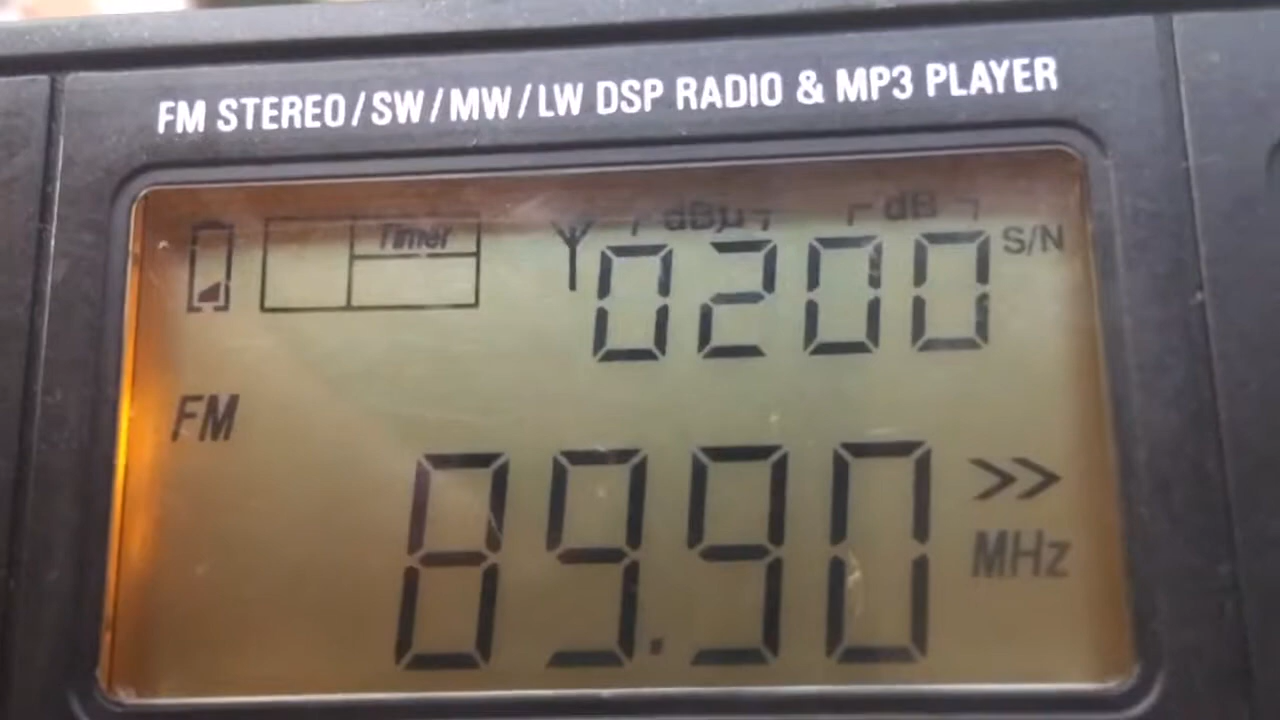 FM STEREO/SW/MW/LW DSP RADIO & MP3 PLAYER
Timer dBµ dB
0200 S/N
FM
89.90 >>
MHz